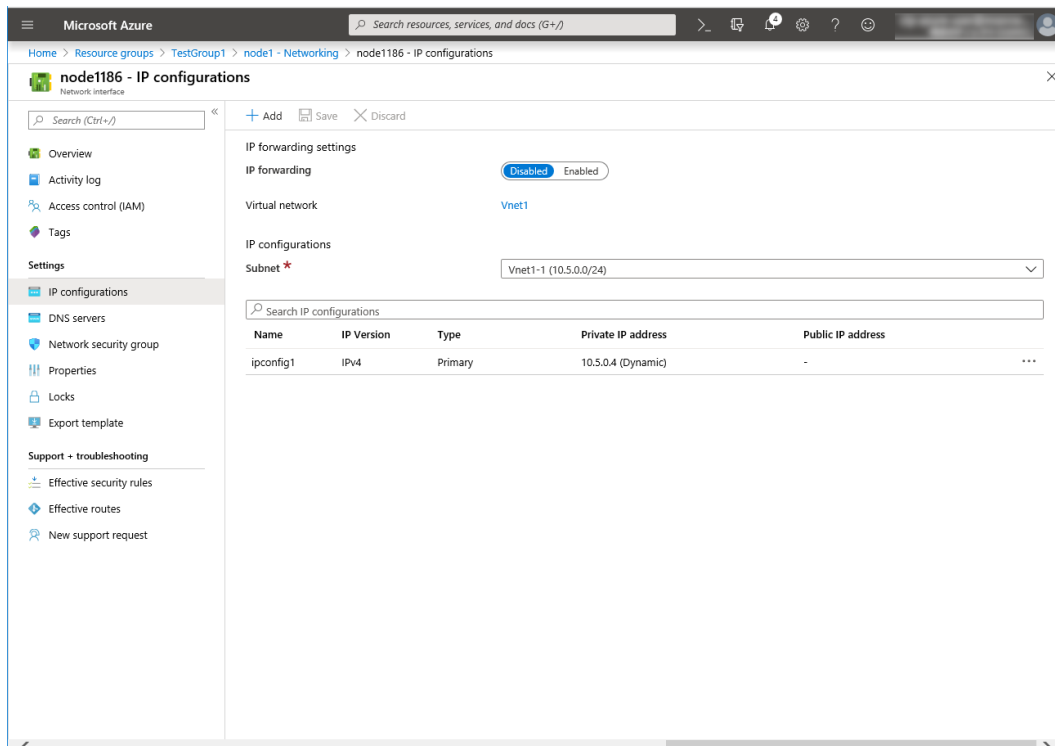 Microsoft Azure
Search resources, services, and docs (G+/)
4
Home > Resource groups > TestGroup1 > node1 - Networking > node1186 - IP configurations
node1186 - IP configurations
Network interface
Search (Ctrl+/)
Overview
Activity log
Access control (IAM)
Tags
Settings
IP configurations
DNS servers
Network security group
Properties
Locks
Export template
Support + troubleshooting
Effective security rules
Effective routes
New support request
Add Save Discard
IP forwarding settings
IP forwarding Disabled Enabled
Virtual network Vnet1
IP configurations
Subnet * Vnet1-1 (10.5.0.0/24)
Search IP configurations
Name IP Version Type Private IP address Public IP address
ipconfig1 IPv4 Primary 10.5.0.4 (Dynamic) - ...